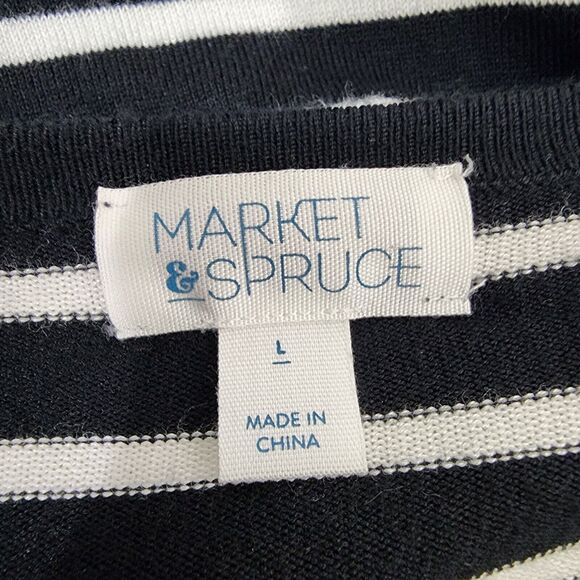 MARKET
& SPRUCE
L
MADE IN
CHINA